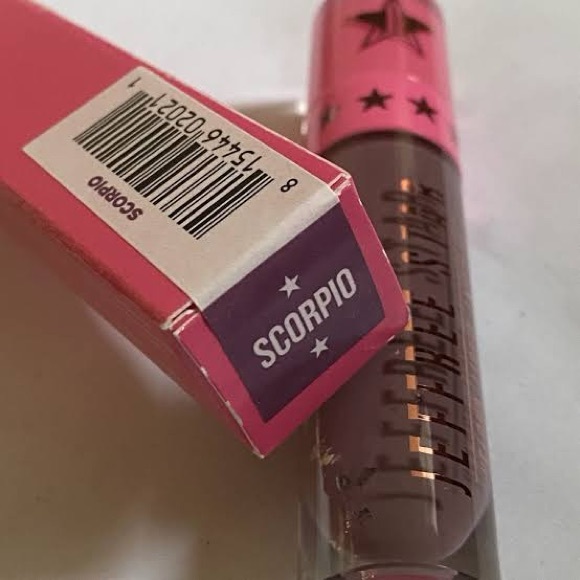 SCORPIO
8 15446 02021 1
SCORPIO
JEFFREE STAR